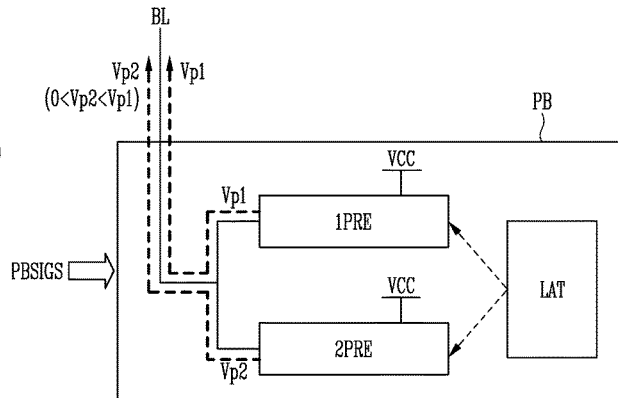 BL
Vp2
(0<Vp2<Vp1)
Vp1
PB
VCC
Vp1
1PRE
PBSIGS
LAT
VCC
2PRE
Vp2